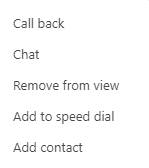 Call back
Chat
Remove from view
Add to speed dial
Add contact